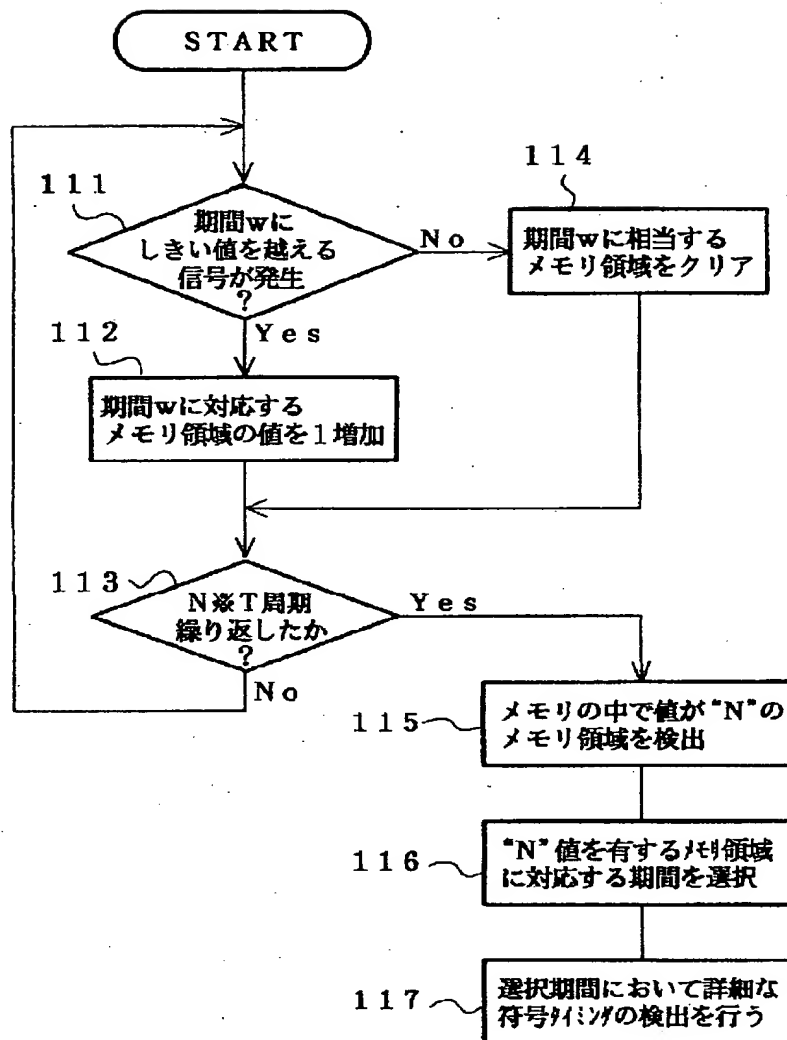 START
111
期間wに
しきい値を越える
信号が発生
?
No
Yes
114
期間wに相当する
メモリ領域をクリア
112
期間wに対応する
メモリ領域の値を1増加
113
N※T周期
繰り返したか
?
Yes
No
115
メモリの中で値が“N”の
メモリ領域を検出
116
“N”値を有するﾒﾓﾘ領域
に対応する期間を選択
117
選択期間において詳細な
符号ﾀｲﾐﾝｸﾞの検出を行う